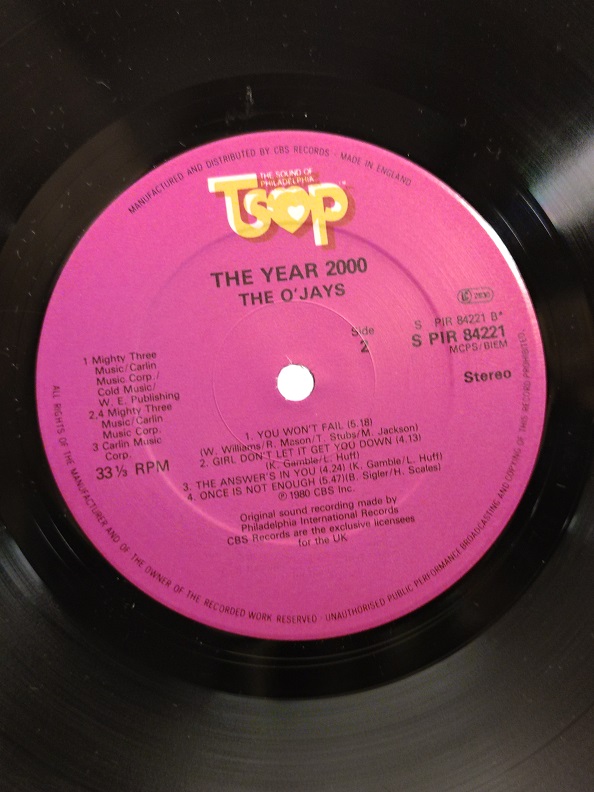 MANUFACTURED AND DISTRIBUTED BY CBS RECORDS · MADE IN ENGLAND
THE SOUND OF
PHILADELPHIA
TSOP
THE YEAR 2000
THE O'JAYS
Side
2
S PIR 84221 B*
S PIR 84221
MCPS/BIEM
Stereo
1 Mighty Three
Music/Carlin
Music Corp./
Cold Music/
W. E. Publishing
2.4 Mighty Three
Music/Carlin
Music Corp.
3 Carlin Music
Corp.
33⅓ RPM
1. YOU WON'T FAIL (5.18)
(W. Williams/R. Mason/T. Stubs/M. Jackson)
2. GIRL DON'T LET IT GET YOU DOWN (4.13)
(K. Gamble/L. Huff)
3. THE ANSWER'S IN YOU (4.24) (K. Gamble/L. Huff)
4. ONCE IS NOT ENOUGH (5.47)(B. Sigler/H. Scales)
℗ 1980 CBS Inc.
Original sound recording made by
Philadelphia International Records
CBS Records are the exclusive licensees
for the UK
ALL RIGHTS OF THE MANUFACTURER AND OF THE OWNER OF THE RECORDED WORK RESERVED · UNAUTHORISED PUBLIC PERFORMANCE BROADCASTING AND COPYING OF THIS RECORD PROHIBITED.